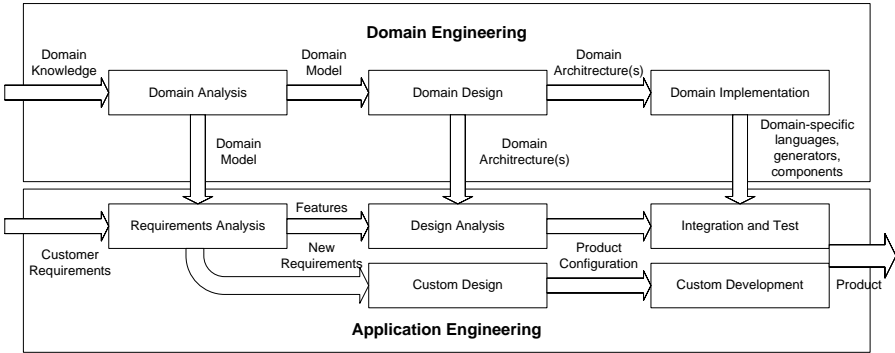 Domain Engineering
Domain
Knowledge
Domain
Model
Domain
Architecture(s)
Domain Analysis
Domain Design
Domain Implementation
Domain
Model
Domain
Architrecture(s)
Domain-specific
languages,
generators,
components
Features
Requirements Analysis
Design Analysis
Integration and Test
Customer
Requirements
New
Requirements
Product
Configuration
Custom Design
Custom Development
Product
Application Engineering